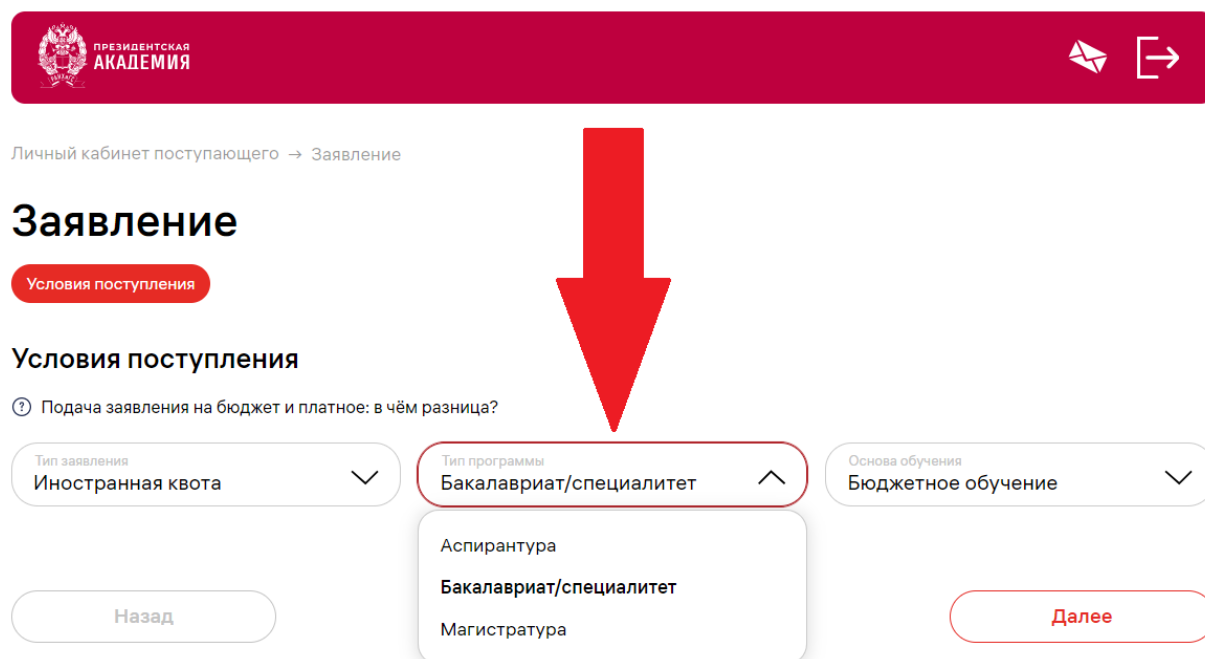 ПРЕЗИДЕНТСКАЯ
АКАДЕМИЯ
Личный кабинет поступающего → Заявление
Заявление
Условия поступления
Условия поступления
Подача заявления на бюджет и платное: в чём разница?
Тип заявления
Иностранная квота
Тип программы
Бакалавриат/специалитет
Основа обучения
Бюджетное обучение
Аспирантура
Бакалавриат/специалитет
Магистратура
Назад
Далее